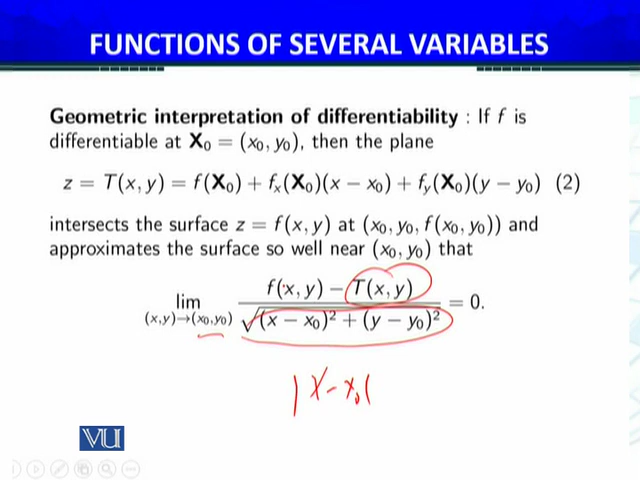 FUNCTIONS OF SEVERAL VARIABLES
Geometric interpretation of differentiability : If f is
differentiable at X₀ = (x₀, y₀), then the plane
z = T(x, y) = f(X₀) + fₓ(X₀)(x − x₀) + f_y(X₀)(y − y₀) (2)
intersects the surface z = f(x, y) at (x₀, y₀, f(x₀, y₀)) and
approximates the surface so well near (x₀, y₀) that
lim (x,y)→(x₀,y₀) f(x, y) − T(x, y) / √(x − x₀)² + (y − y₀)² = 0.
|X − x₀|
VU